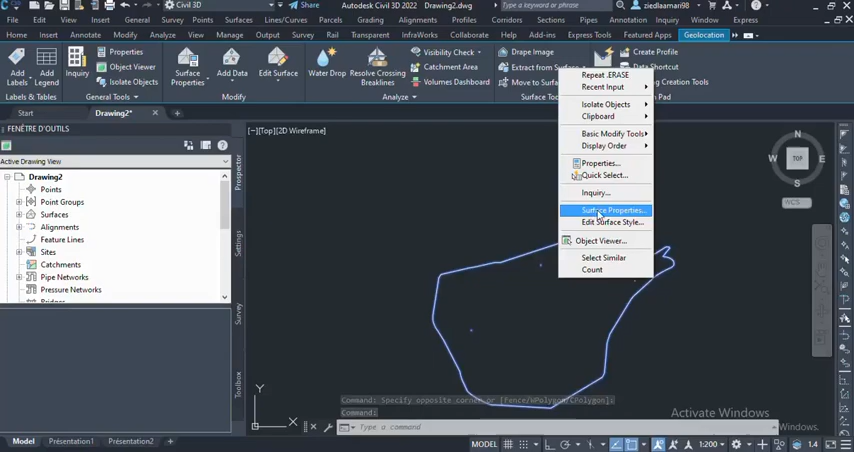 Civil 3D
Share
Autodesk Civil 3D 2022 Drawing2.dwg
Type a keyword or phrase
ziedlaamari98
File Edit View Insert General Survey Points Surfaces Lines/Curves Parcels Grading Alignments Profiles Corridors Sections Pipes Annotation Inquiry Window Express
Home Insert Annotate Modify Analyze View Manage Output Survey Rail Transparent InfraWorks Collaborate Help Add-ins Express Tools Featured Apps Geolocation
Add Labels
Add Legend
Labels & Tables
Inquiry
Properties
Object Viewer
Isolate Objects
General Tools
Surface Properties
Add Data
Edit Surface
Modify
Water Drop
Resolve Crossing Breaklines
Visibility Check
Catchment Area
Volumes Dashboard
Analyze
Drape Image
Extract from Surface
Move to Surf
Surface Too
Create Profile
Data Shortcut
ing Creation Tools
Start
Drawing2*
FENÊTRE D'OUTILS
Active Drawing View
Drawing2
Points
Point Groups
Surfaces
Alignments
Feature Lines
Sites
Catchments
Pipe Networks
Pressure Networks
Bridges
Prospector
Settings
Survey
Toolbox
[−][Top][2D Wireframe]
Repeat .ERASE
Recent Input
Isolate Objects
Clipboard
Basic Modify Tools
Display Order
Properties...
Quick Select...
Inquiry...
Surface Properties...
Edit Surface Style...
Object Viewer...
Select Similar
Count
N
W TOP E
S
WCS
Y
X
Command: Specify opposite corner or [Fence/WPolygon/CPolygon]:
Command:
Type a command
Activate Windows
Windows.
Model Présentation1 Présentation2
MODEL
1:200
1.4